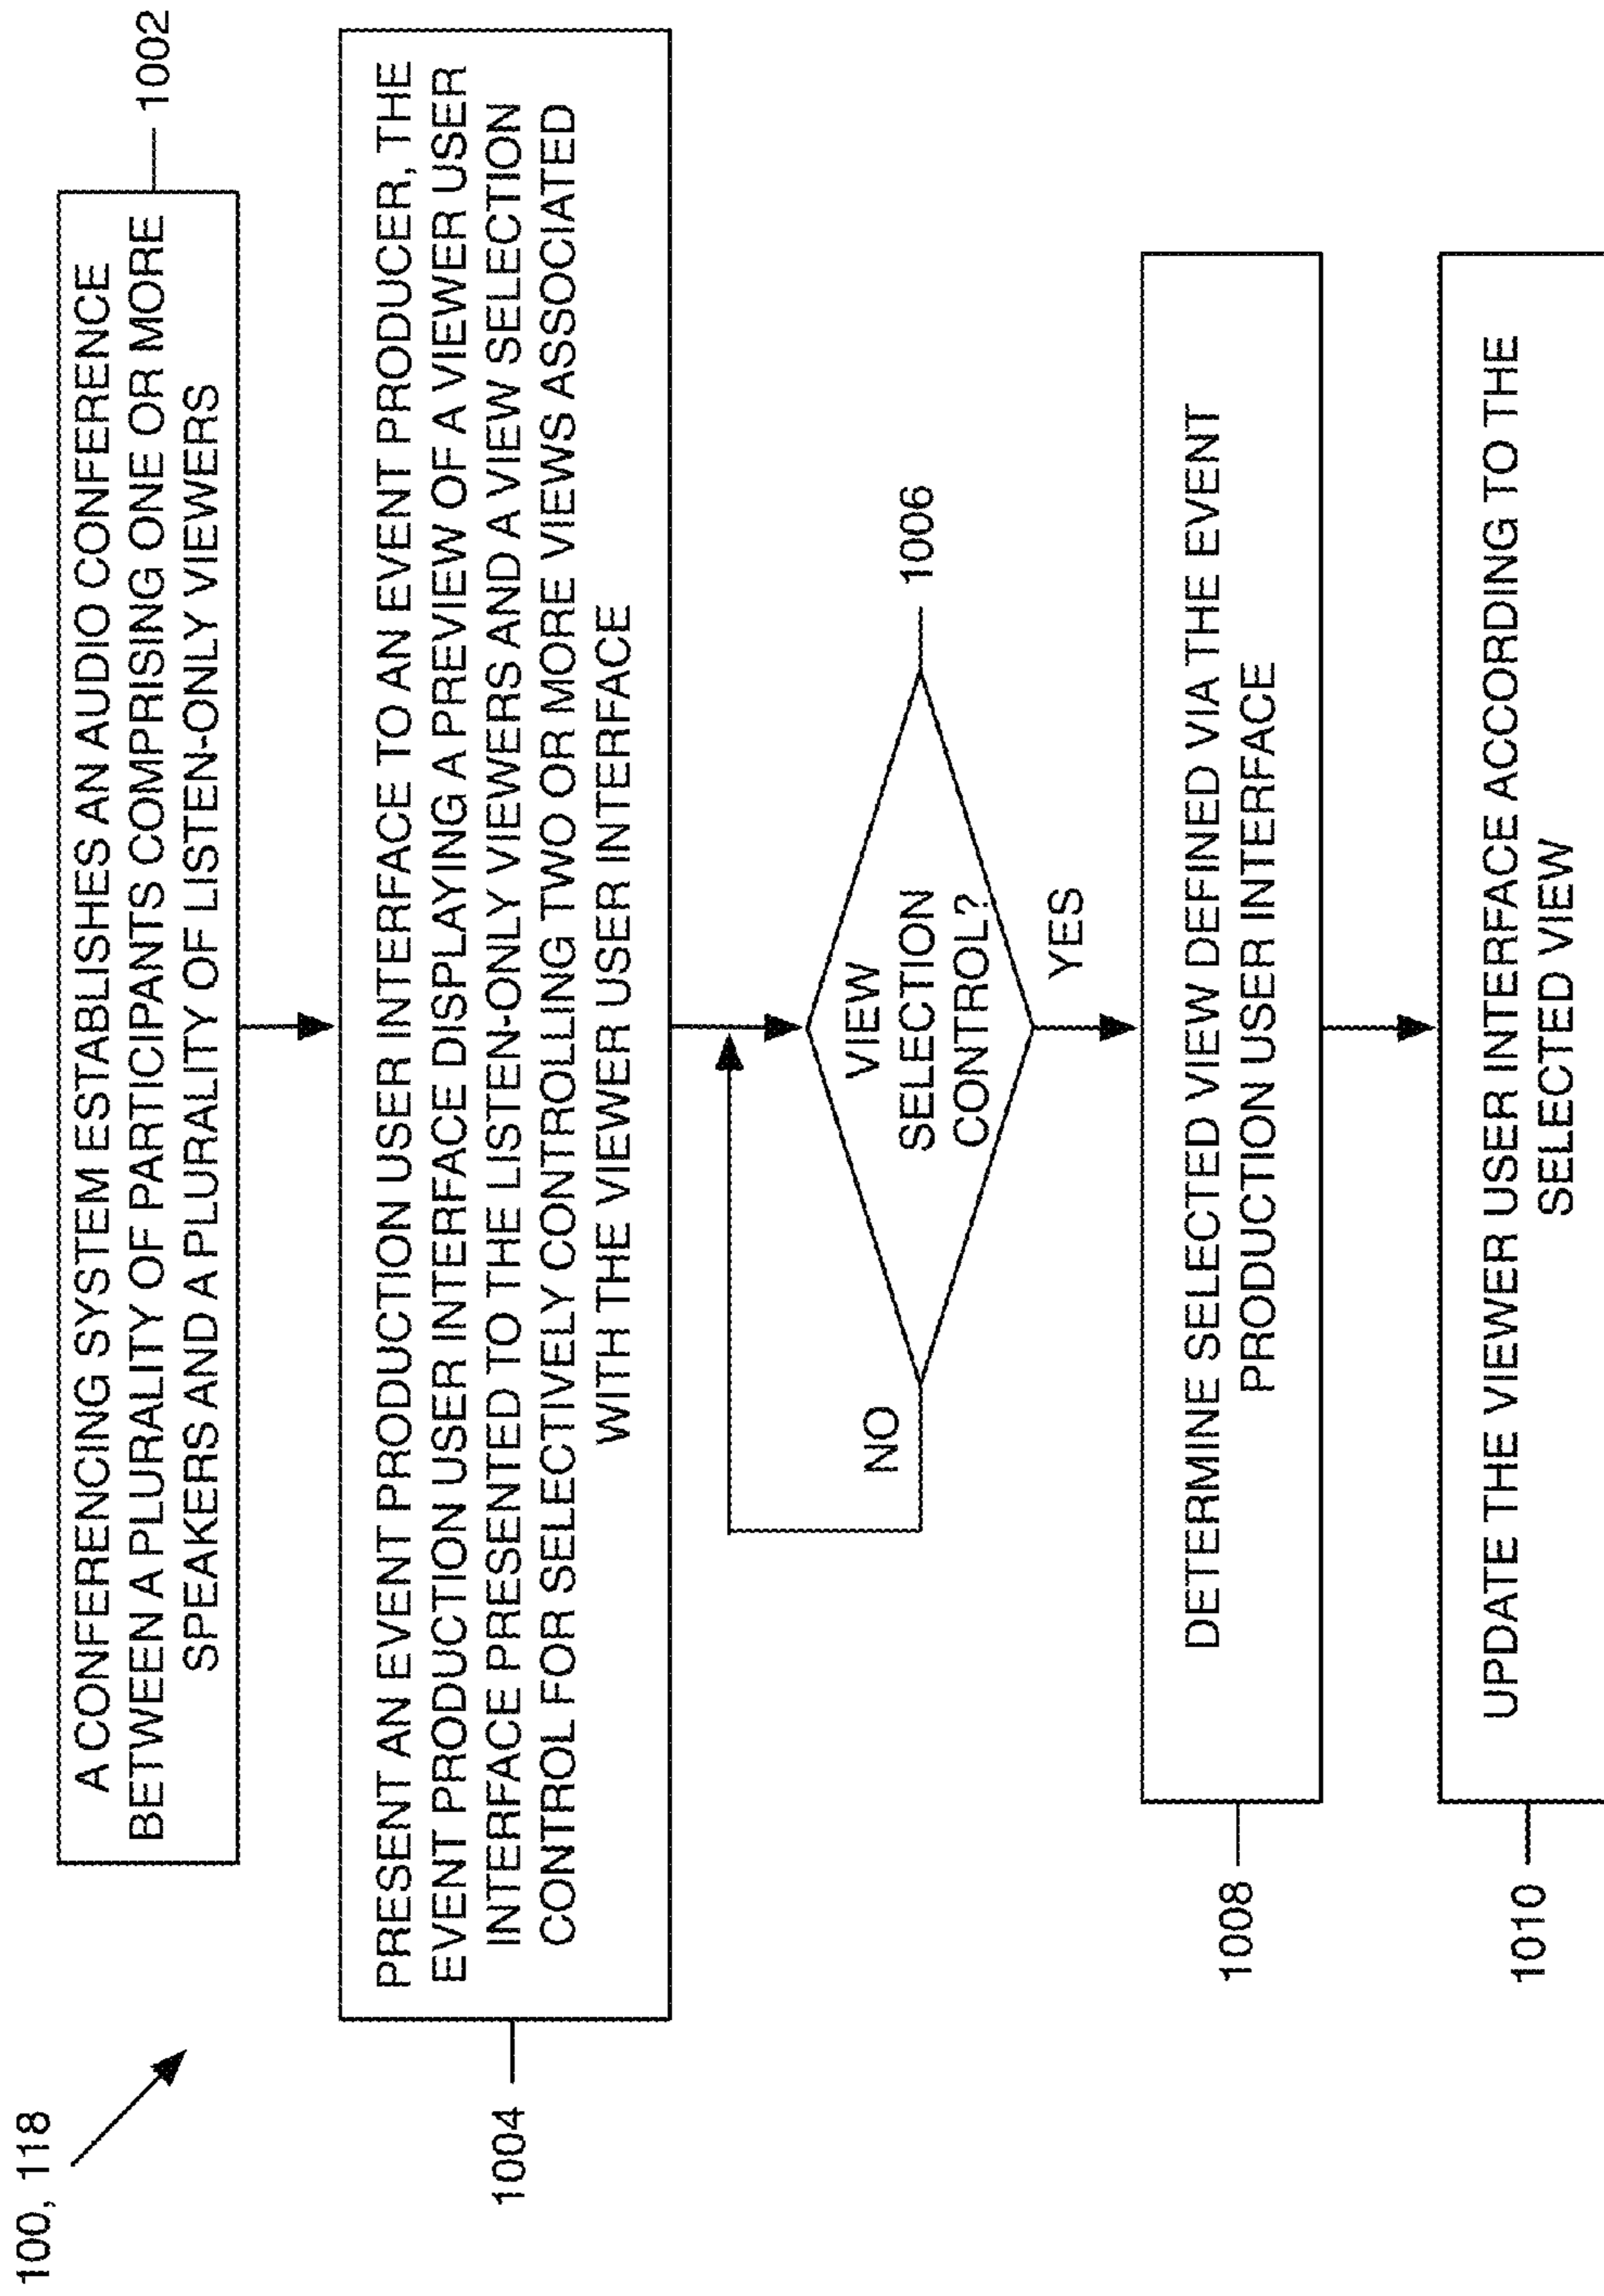 100, 118
A CONFERENCING SYSTEM ESTABLISHES AN AUDIO CONFERENCE
BETWEEN A PLURALITY OF PARTICIPANTS COMPRISING ONE OR MORE
SPEAKERS AND A PLURALITY OF LISTEN-ONLY VIEWERS
1002
PRESENT AN EVENT PRODUCTION USER INTERFACE TO AN EVENT PRODUCER, THE
EVENT PRODUCTION USER INTERFACE DISPLAYING A PREVIEW OF A VIEWER USER
INTERFACE PRESENTED TO THE LISTEN-ONLY VIEWERS AND A VIEW SELECTION
CONTROL FOR SELECTIVELY CONTROLLING TWO OR MORE VIEWS ASSOCIATED
WITH THE VIEWER USER INTERFACE
1004
VIEW
SELECTION
CONTROL?
1006
NO
YES
DETERMINE SELECTED VIEW DEFINED VIA THE EVENT
PRODUCTION USER INTERFACE
1008
UPDATE THE VIEWER USER INTERFACE ACCORDING TO THE
SELECTED VIEW
1010